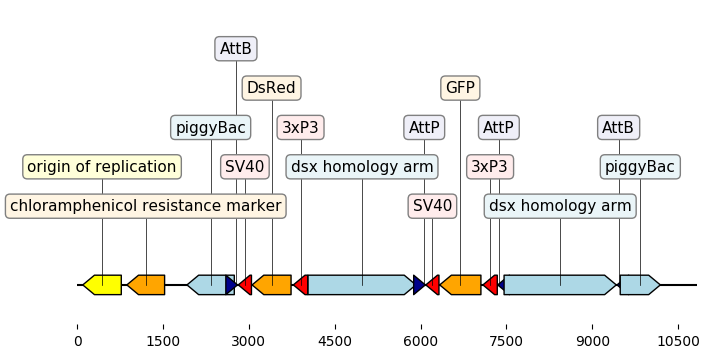 AttB
DsRed
GFP
piggyBac
3xP3
AttP
AttP
AttB
origin of replication
SV40
dsx homology arm
3xP3
piggyBac
chloramphenicol resistance marker
SV40
dsx homology arm
0
1500
3000
4500
6000
7500
9000
10500